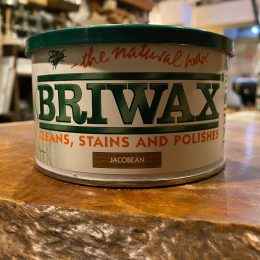 the natural wax
BRIWAX
CLEANS, STAINS AND POLISHES
JACOBEAN